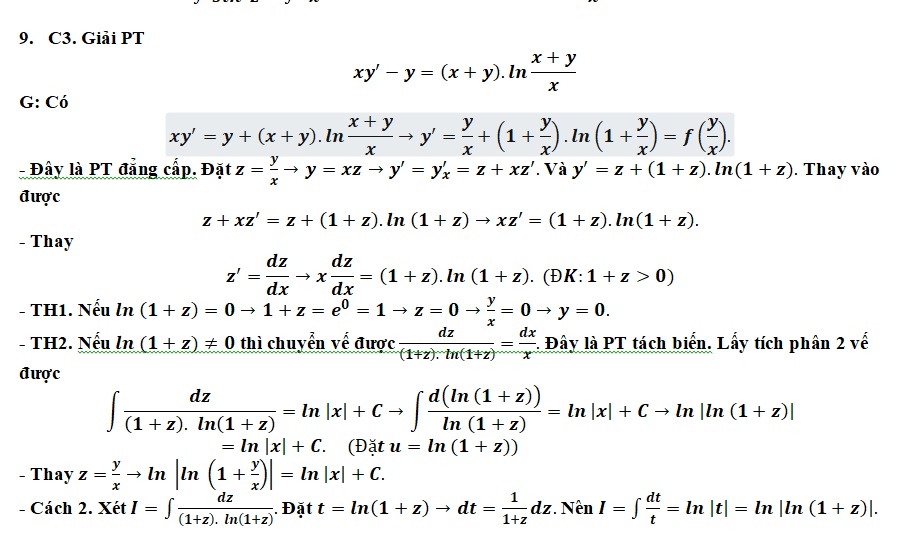 9. C3. Giải PT
xy′ − y = (x + y). ln (x + y)/x
G: Có
xy′ = y + (x + y). ln (x + y)/x → y′ = y/x + (1 + y/x). ln (1 + y/x) = f(y/x).
- Đây là PT đẳng cấp. Đặt z = y/x → y = xz → y′ = y′ₓ = z + xz′. Và y′ = z + (1 + z). ln(1 + z). Thay vào
được
z + xz′ = z + (1 + z). ln (1 + z) → xz′ = (1 + z). ln(1 + z).
- Thay
z′ = dz/dx → x dz/dx = (1 + z). ln (1 + z). (ĐK: 1 + z > 0)
- TH1. Nếu ln (1 + z) = 0 → 1 + z = e⁰ = 1 → z = 0 → y/x = 0 → y = 0.
- TH2. Nếu ln (1 + z) ≠ 0 thì chuyển vế được dz/((1+z). ln(1+z)) = dx/x. Đây là PT tách biến. Lấy tích phân 2 vế
được
∫ dz/((1 + z). ln(1 + z)) = ln |x| + C → ∫ d(ln (1 + z))/ln (1 + z) = ln |x| + C → ln |ln (1 + z)|
= ln |x| + C. (Đặt u = ln (1 + z))
- Thay z = y/x → ln |ln (1 + y/x)| = ln |x| + C.
- Cách 2. Xét I = ∫ dz/((1+z). ln(1+z)). Đặt t = ln(1 + z) → dt = 1/(1+z) dz. Nên I = ∫ dt/t = ln |t| = ln |ln (1 + z)|.